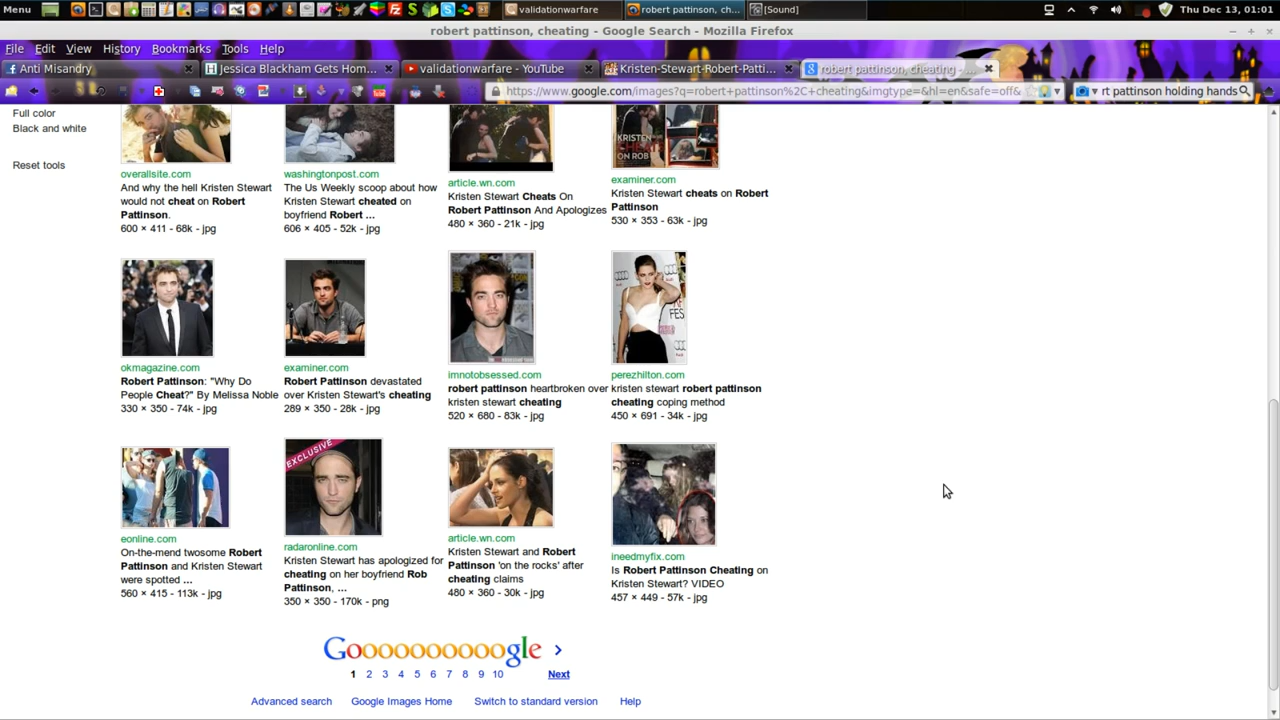 Menu
validationwarfare
robert pattinson, ch...
[Sound]
Thu Dec 13, 01:01
robert pattinson, cheating - Google Search - Mozilla Firefox
File Edit View History Bookmarks Tools Help
Anti Misandry
Jessica Blackham Gets Hom...
validationwarfare - YouTube
Kristen-Stewart-Robert-Patti...
robert pattinson, cheating - ...
https://www.google.com/images?q=robert+pattinson%2C+cheating&imgtype=&hl=en&safe=off&
rt pattinson holding hands
Full color
Black and white
Reset tools
overallsite.com
And why the hell Kristen Stewart
would not cheat on Robert
Pattinson.
600 × 411 - 68k - jpg
washingtonpost.com
The Us Weekly scoop about how
Kristen Stewart cheated on
boyfriend Robert ...
606 × 405 - 52k - jpg
article.wn.com
Kristen Stewart Cheats On
Robert Pattinson And Apologizes
480 × 360 - 21k - jpg
KRISTEN
ON ROB
examiner.com
Kristen Stewart cheats on Robert
Pattinson
530 × 353 - 63k - jpg
okmagazine.com
Robert Pattinson: "Why Do
People Cheat?" By Melissa Noble
330 × 350 - 74k - jpg
examiner.com
Robert Pattinson devastated
over Kristen Stewart's cheating
289 × 350 - 28k - jpg
imnotobsessed.com
robert pattinson heartbroken over
kristen stewart cheating
520 × 680 - 83k - jpg
perezhilton.com
kristen stewart robert pattinson
cheating coping method
450 × 691 - 34k - jpg
eonline.com
On-the-mend twosome Robert
Pattinson and Kristen Stewart
were spotted ...
560 × 415 - 113k - jpg
EXCLUSIVE
radaronline.com
Kristen Stewart has apologized for
cheating on her boyfriend Rob
Pattinson, ...
350 × 350 - 170k - png
article.wn.com
Kristen Stewart and Robert
Pattinson 'on the rocks' after
cheating claims
480 × 360 - 30k - jpg
ineedmyfix.com
Is Robert Pattinson Cheating on
Kristen Stewart? VIDEO
457 × 449 - 57k - jpg
Goooooooooogle
1 2 3 4 5 6 7 8 9 10 Next
Advanced search Google Images Home Switch to standard version Help